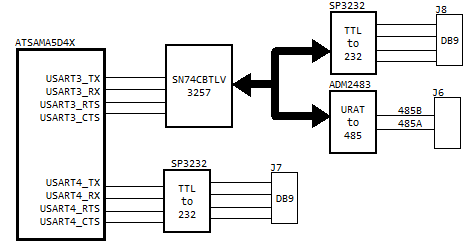 ATSAMA5D4X
USART3_TX
USART3_RX
USART3_RTS
USART3_CTS
USART4_TX
USART4_RX
USART4_RTS
USART4_CTS
SN74CBTLV
3257
SP3232
TTL
to
232
J8
DB9
ADM2483
URAT
to
485
485B
485A
J6
SP3232
TTL
to
232
J7
DB9